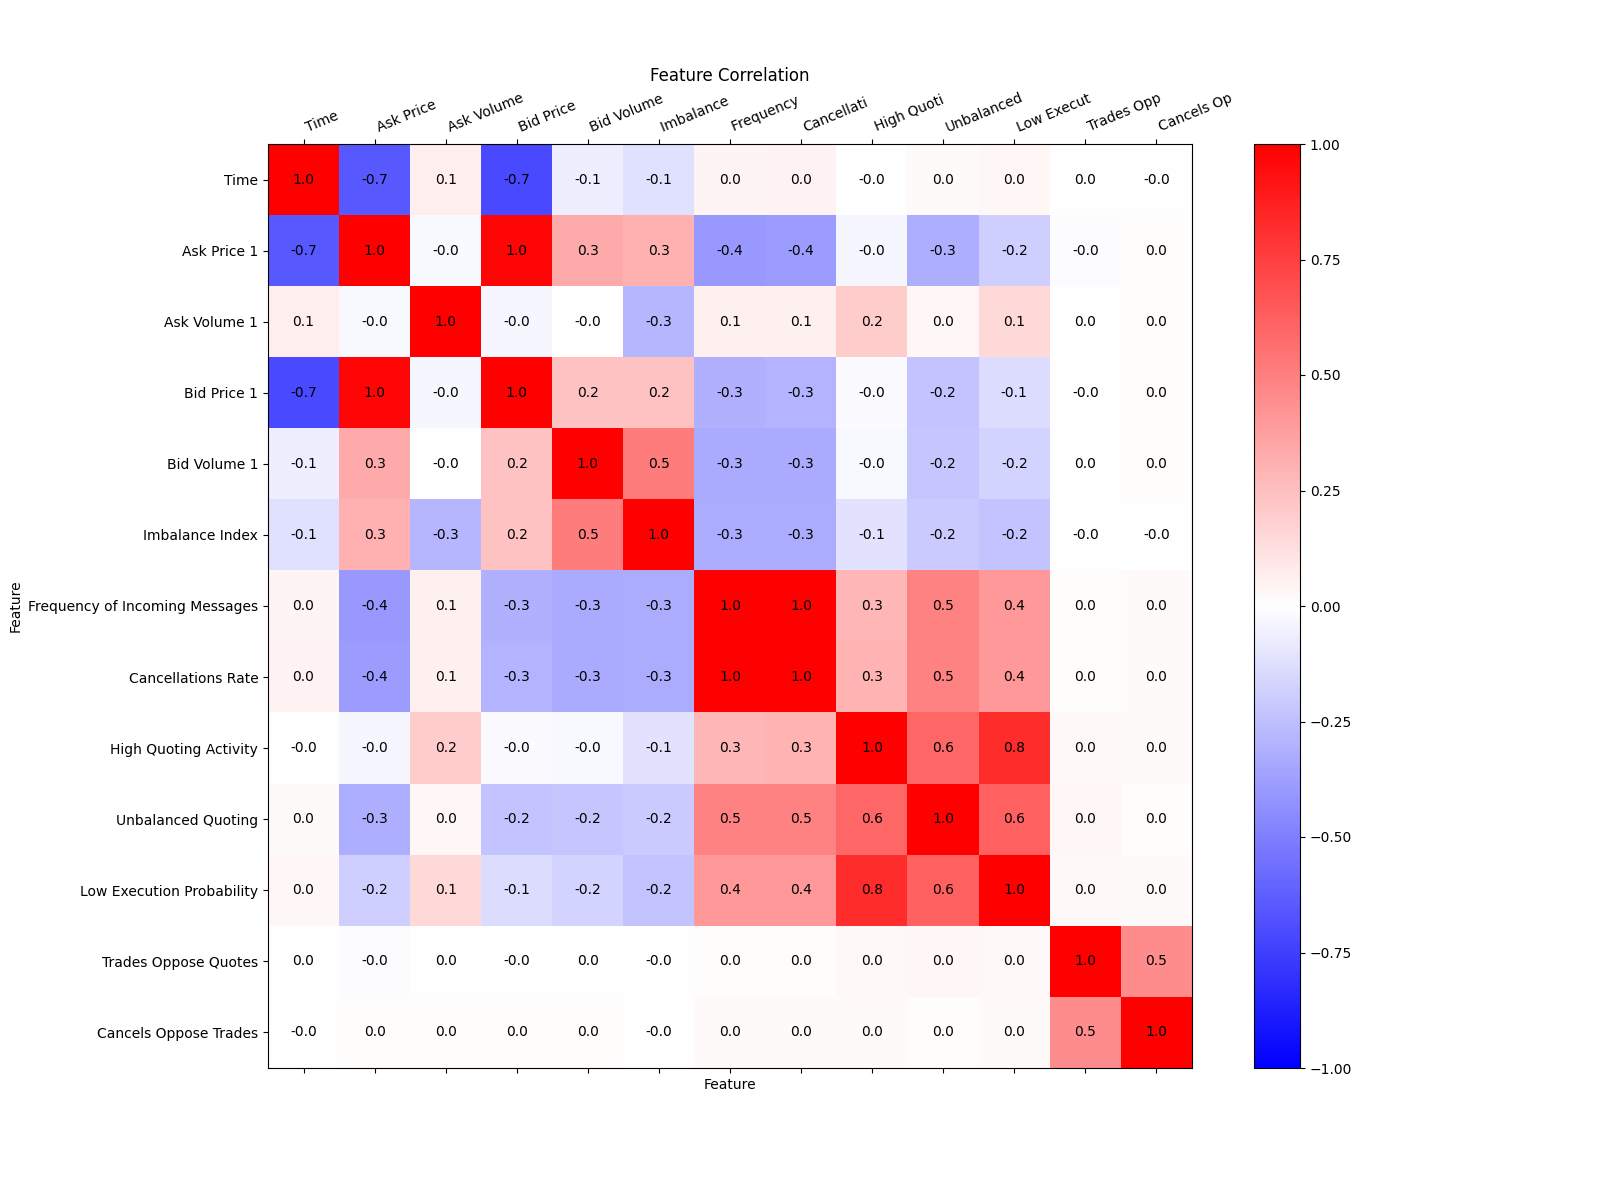 Feature Correlation
Time Ask Price Ask Volume Bid Price Bid Volume Imbalance Frequency Cancellati High Quoti Unbalanced Low Execut Trades Opp Cancels Op
Time 1.0 -0.7 0.1 -0.7 -0.1 -0.1 0.0 0.0 -0.0 0.0 0.0 0.0 -0.0
Ask Price 1 -0.7 1.0 -0.0 1.0 0.3 0.3 -0.4 -0.4 -0.0 -0.3 -0.2 -0.0 0.0
Ask Volume 1 0.1 -0.0 1.0 -0.0 -0.0 -0.3 0.1 0.1 0.2 0.0 0.1 0.0 0.0
Bid Price 1 -0.7 1.0 -0.0 1.0 0.2 0.2 -0.3 -0.3 -0.0 -0.2 -0.1 -0.0 0.0
Bid Volume 1 -0.1 0.3 -0.0 0.2 1.0 0.5 -0.3 -0.3 -0.0 -0.2 -0.2 0.0 0.0
Imbalance Index -0.1 0.3 -0.3 0.2 0.5 1.0 -0.3 -0.3 -0.1 -0.2 -0.2 -0.0 -0.0
Frequency of Incoming Messages 0.0 -0.4 0.1 -0.3 -0.3 -0.3 1.0 1.0 0.3 0.5 0.4 0.0 0.0
Cancellations Rate 0.0 -0.4 0.1 -0.3 -0.3 -0.3 1.0 1.0 0.3 0.5 0.4 0.0 0.0
High Quoting Activity -0.0 -0.0 0.2 -0.0 -0.0 -0.1 0.3 0.3 1.0 0.6 0.8 0.0 0.0
Unbalanced Quoting 0.0 -0.3 0.0 -0.2 -0.2 -0.2 0.5 0.5 0.6 1.0 0.6 0.0 0.0
Low Execution Probability 0.0 -0.2 0.1 -0.1 -0.2 -0.2 0.4 0.4 0.8 0.6 1.0 0.0 0.0
Trades Oppose Quotes 0.0 -0.0 0.0 -0.0 0.0 -0.0 0.0 0.0 0.0 0.0 0.0 1.0 0.5
Cancels Oppose Trades -0.0 0.0 0.0 0.0 0.0 -0.0 0.0 0.0 0.0 0.0 0.0 0.5 1.0
Feature
Feature
1.00
0.75
0.50
0.25
0.00
−0.25
−0.50
−0.75
−1.00